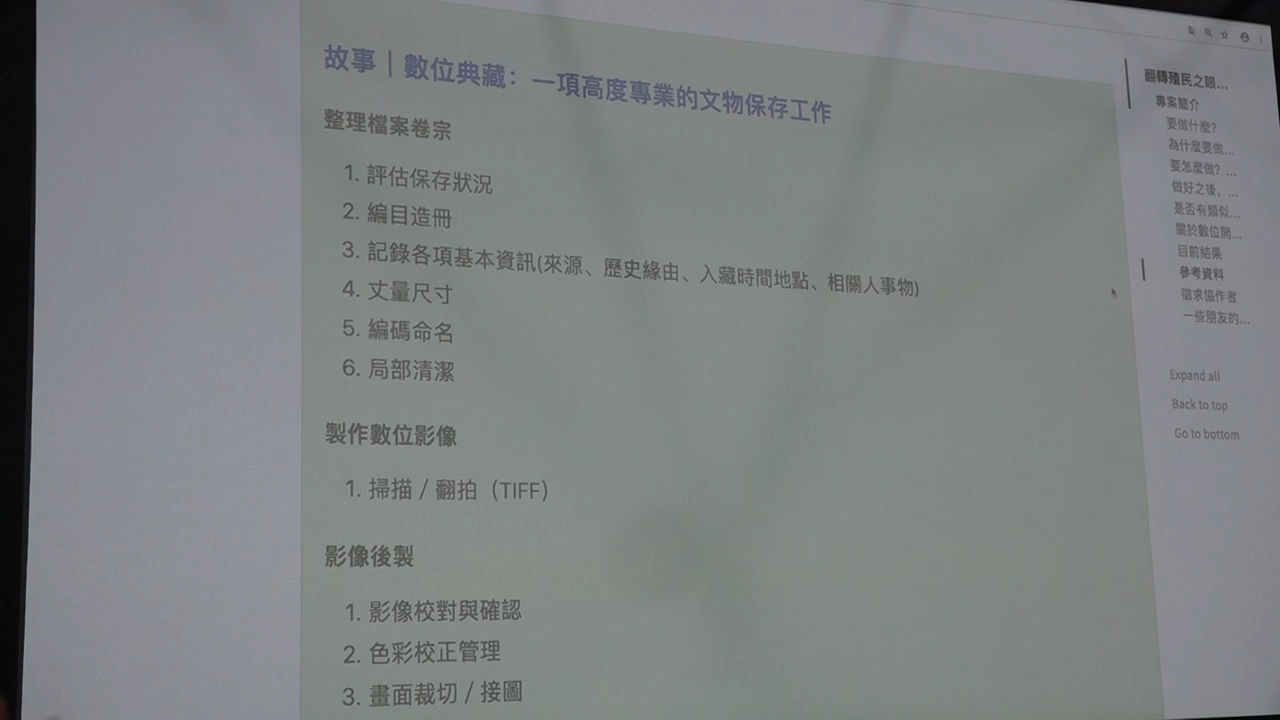 故事｜數位典藏：一項高度專業的文物保存工作
整理檔案卷宗
1. 評估保存狀況
2. 編目造冊
3. 記錄各項基本資訊(來源、歷史緣由、入藏時間地點、相關人事物)
4. 丈量尺寸
5. 編碼命名
6. 局部清潔
製作數位影像
1. 掃描 / 翻拍（TIFF）
影像後製
1. 影像校對與確認
2. 色彩校正管理
3. 畫面裁切 / 接圖
翻轉殖民之眼...
專案簡介
要做什麼?
為什麼要做...
要怎麼做？...
做好之後，...
是否有類似...
關於數位開...
目前結果
參考資料
徵求協作者
一些朋友的...
Expand all
Back to top
Go to bottom